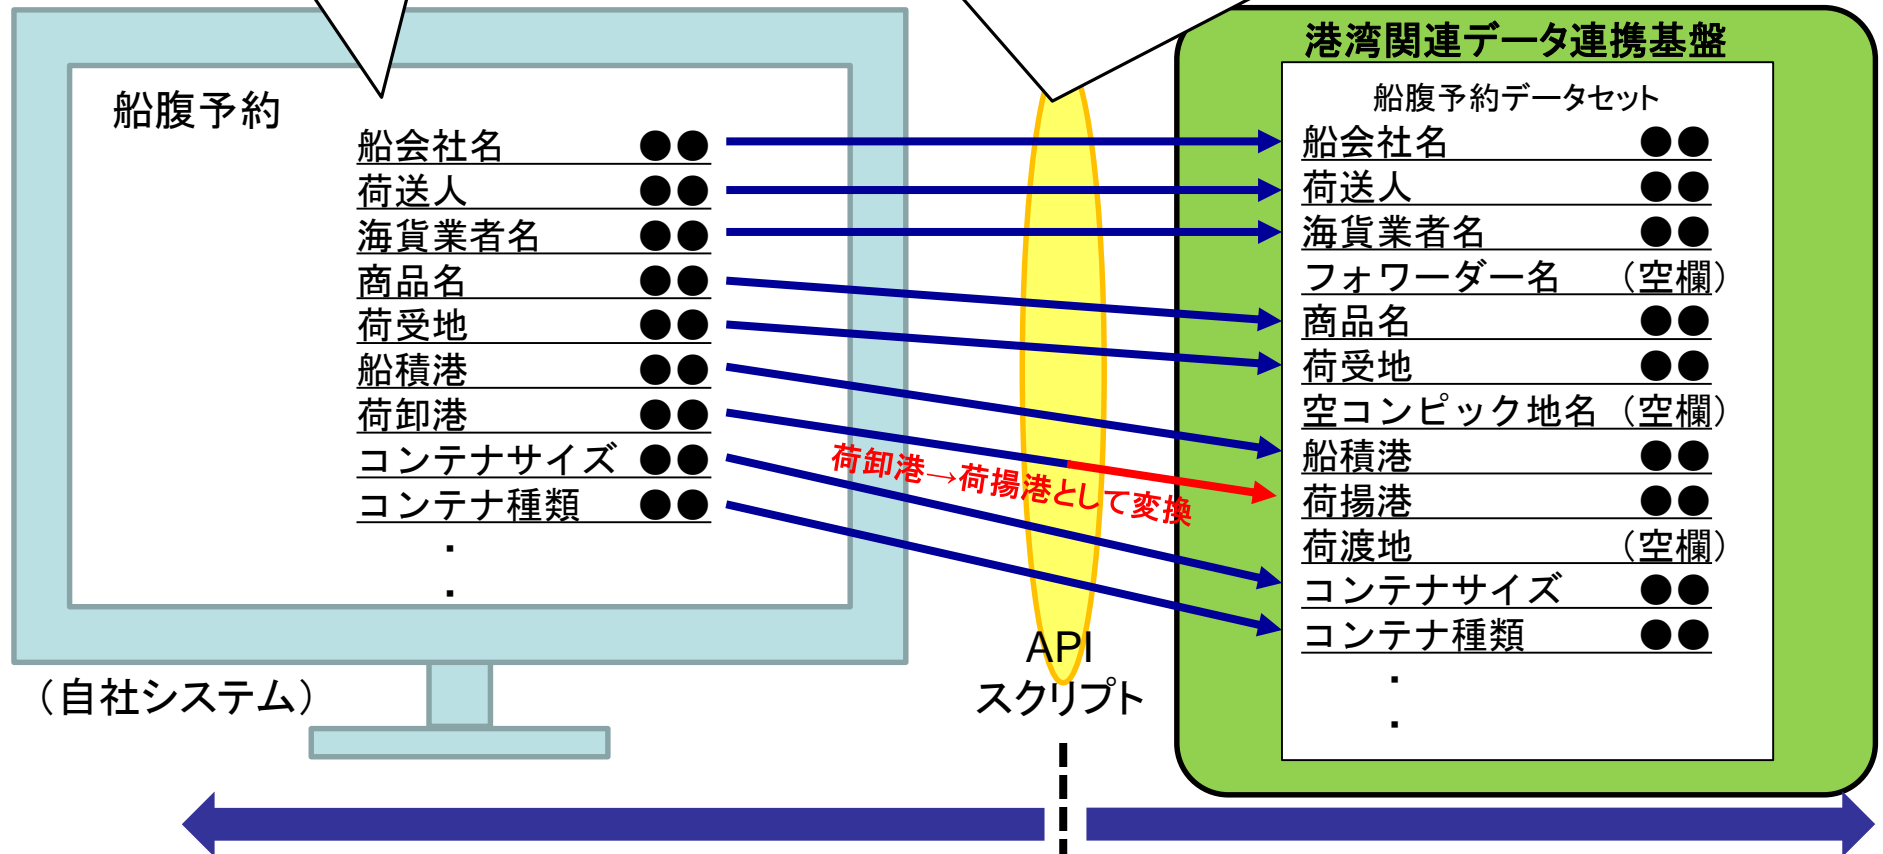 船腹予約
船会社名 ●●
荷送人 ●●
海貨業者名 ●●
商品名 ●●
荷受地 ●●
船積港 ●●
荷卸港 ●●
コンテナサイズ ●●
コンテナ種類 ●●
・
・
（自社システム）
荷卸港→荷揚港として変換
API
スクリプト
港湾関連データ連携基盤
船腹予約データセット
船会社名 ●●
荷送人 ●●
海貨業者名 ●●
フォワーダー名 （空欄）
商品名 ●●
荷受地 ●●
空コンピック地名 （空欄）
船積港 ●●
荷揚港 ●●
荷渡地 （空欄）
コンテナサイズ ●●
コンテナ種類 ●●
・
・